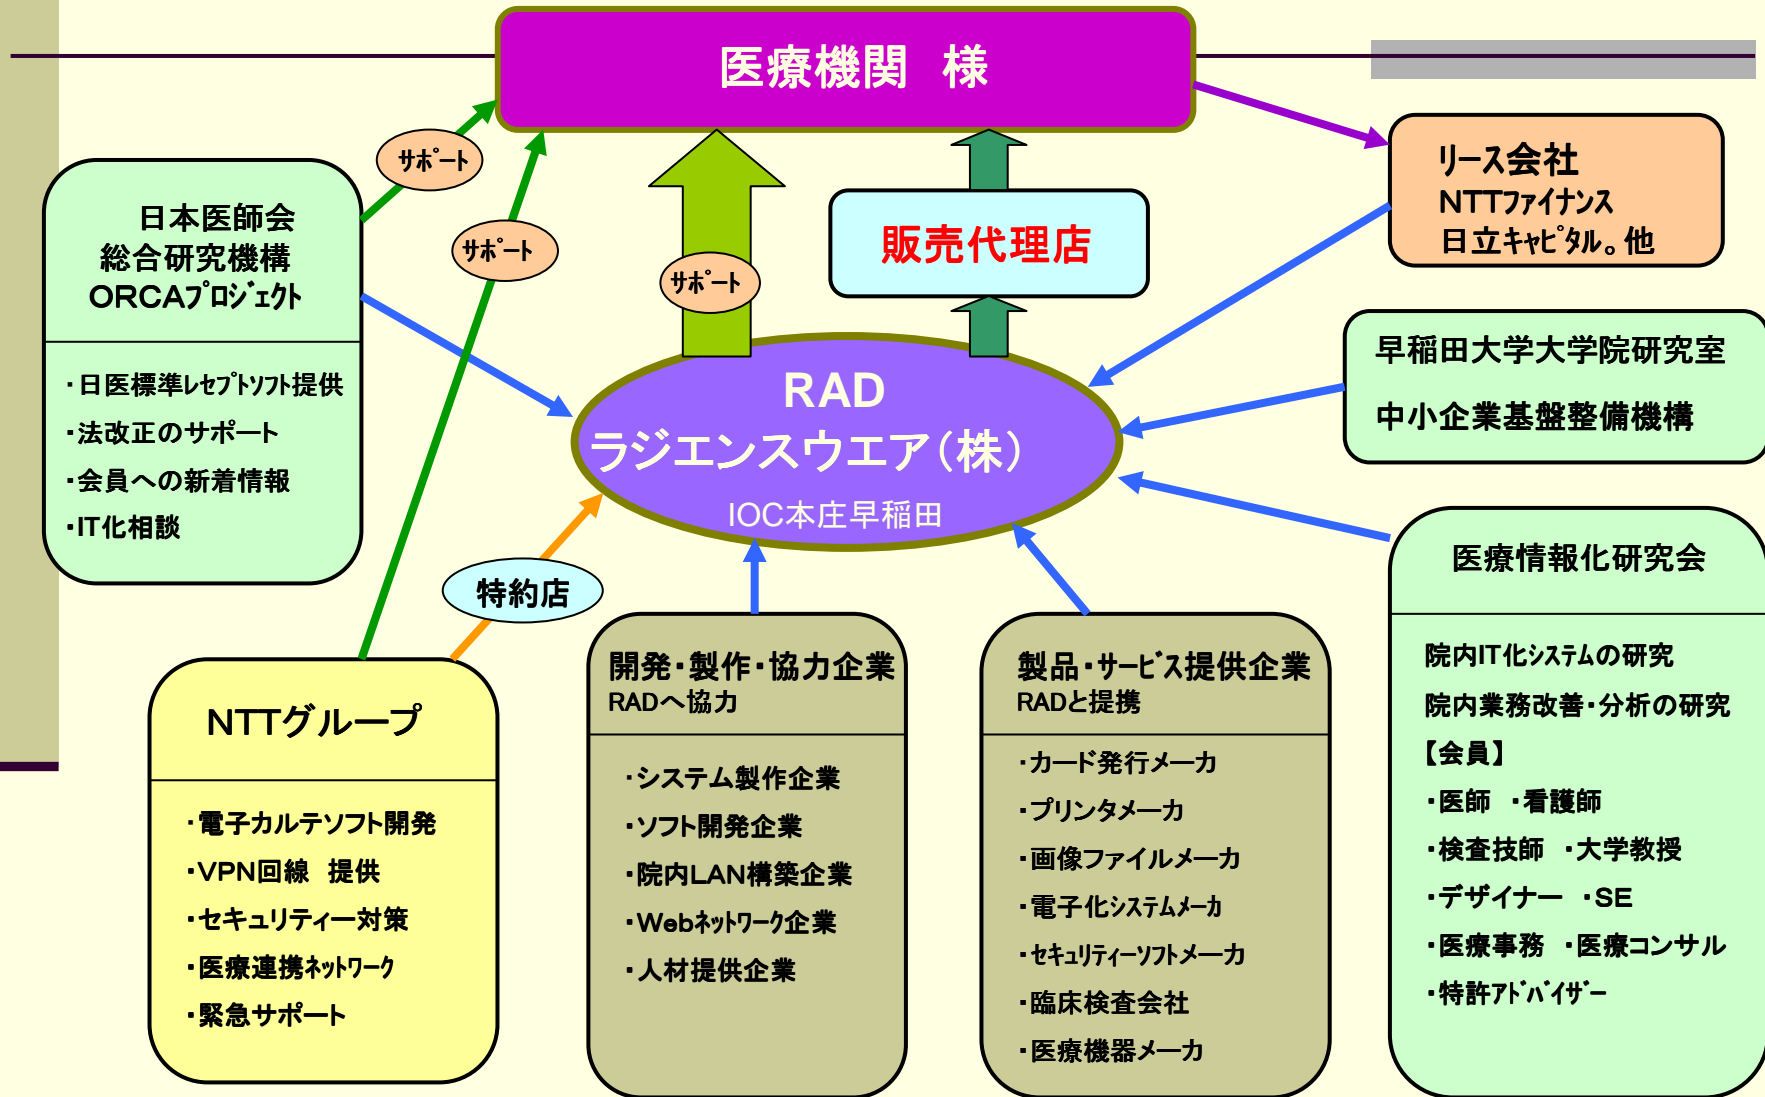 医療機関　様
サポート
サポート
サポート
販売代理店
リース会社
NTTファイナンス
日立キャピタル。他
日本医師会
総合研究機構
ORCAプロジェクト
・日医標準レセプトソフト提供
・法改正のサポート
・会員への新着情報
・IT化相談
RAD
ラジエンスウエア（株）
IOC本庄早稲田
早稲田大学大学院研究室
中小企業基盤整備機構
特約店
NTTグループ
・電子カルテソフト開発
・VPN回線　提供
・セキュリティー対策
・医療連携ネットワーク
・緊急サポート
開発・製作・協力企業
RADへ協力
・システム製作企業
・ソフト開発企業
・院内LAN構築企業
・Webネットワーク企業
・人材提供企業
製品・サービス提供企業
RADと提携
・カード発行メーカ
・プリンタメーカ
・画像ファイルメーカ
・電子化システムメーカ
・セキュリティーソフトメーカ
・臨床検査会社
・医療機器メーカ
医療情報化研究会
院内IT化システムの研究
院内業務改善・分析の研究
【会員】
・医師　・看護師
・検査技師　・大学教授
・デザイナー　・SE
・医療事務　・医療コンサル
・特許アドバイザー